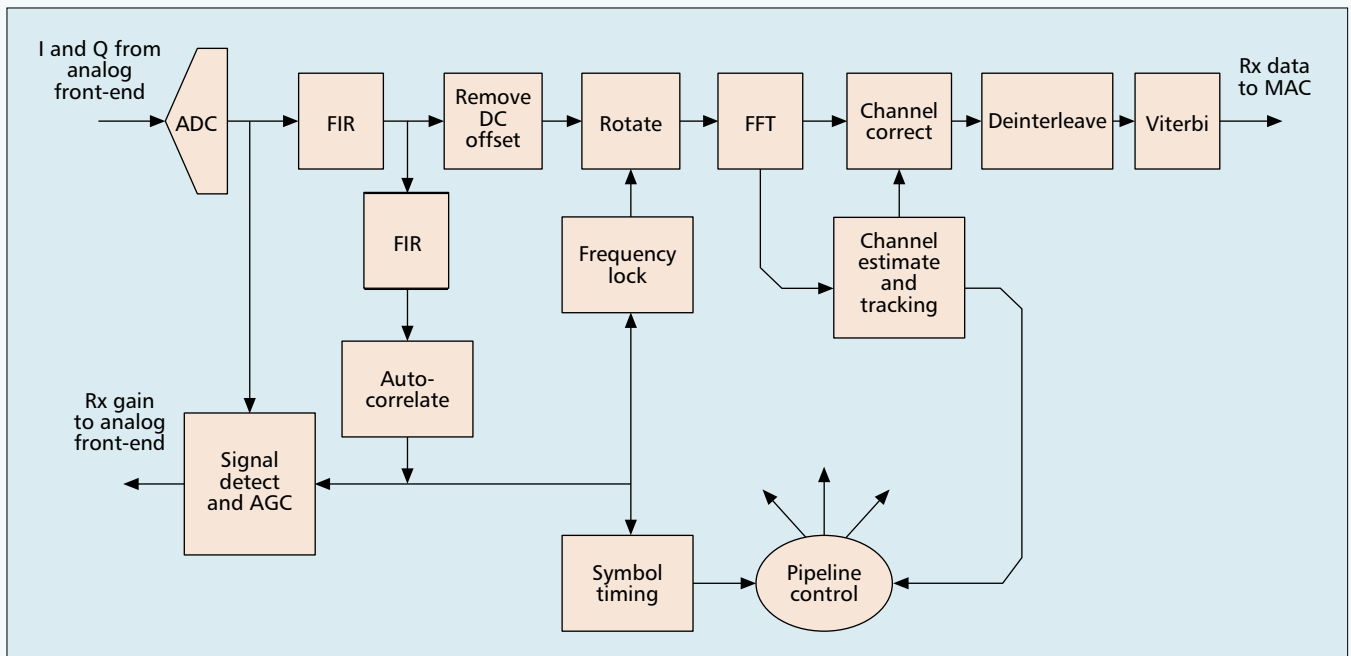 I and Q from
analog
front-end
ADC
FIR
Remove
DC
offset
Rotate
FFT
Channel
correct
Deinterleave
Viterbi
Rx data
to MAC
FIR
Frequency
lock
Channel
estimate
and
tracking
Auto-
correlate
Rx gain
to analog
front-end
Signal
detect
and AGC
Symbol
timing
Pipeline
control